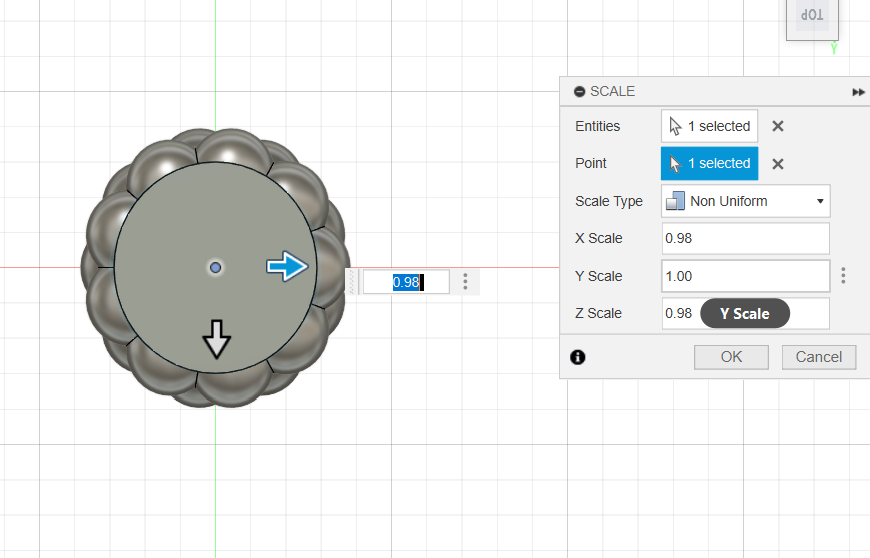 TOP
Y
SCALE
Entities 1 selected
Point 1 selected
Scale Type Non Uniform
X Scale 0.98
0.98
Y Scale 1.00
Z Scale 0.98 Y Scale
OK Cancel